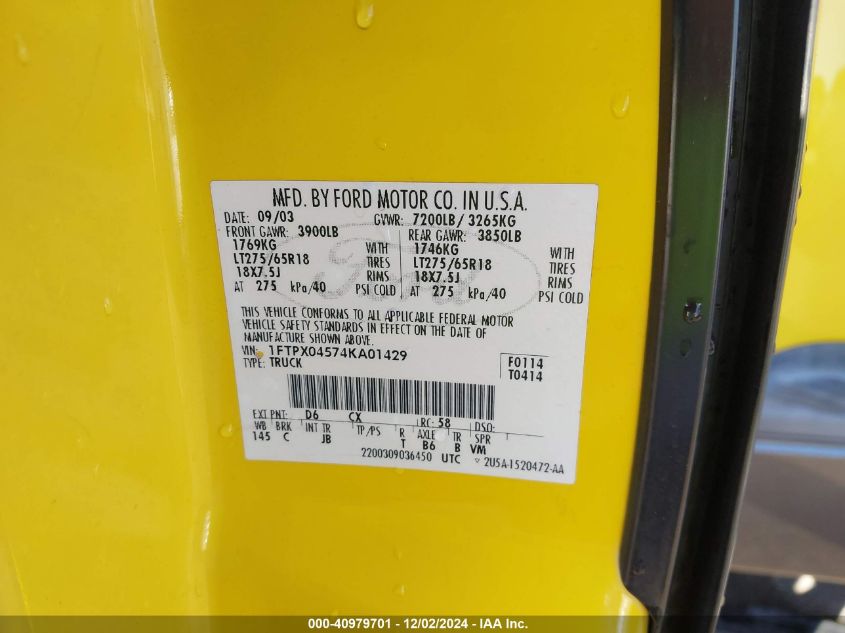 MFD. BY FORD MOTOR CO. IN U.S.A.
DATE: 09/03 GVWR: 7200LB/ 3265KG
FRONT GAWR: 3900LB REAR GAWR: 3850LB
1769KG WITH 1746KG WITH
LT275/65R18 TIRES LT275/65R18 TIRES
18X7.5J RIMS 18X7.5J RIMS
AT 275 kPa/40 PSI COLD AT 275 kPa/40 PSI COLD
THIS VEHICLE CONFORMS TO ALL APPLICABLE FEDERAL MOTOR
VEHICLE SAFETY STANDARDS IN EFFECT ON THE DATE OF
MANUFACTURE SHOWN ABOVE.
VIN: 1FTPX04574KA01429
TYPE: TRUCK
F0114
T0414
EXT PNT: D6 CX RC: 58 DSO:
WB BRK INT TR TP/PS R AXLE TR SPR
145 C JB T B6 B VM
2200309036450 UTC 2U5A-1520472-AA
Ford
000-40979701 - 12/02/2024 - IAA Inc.